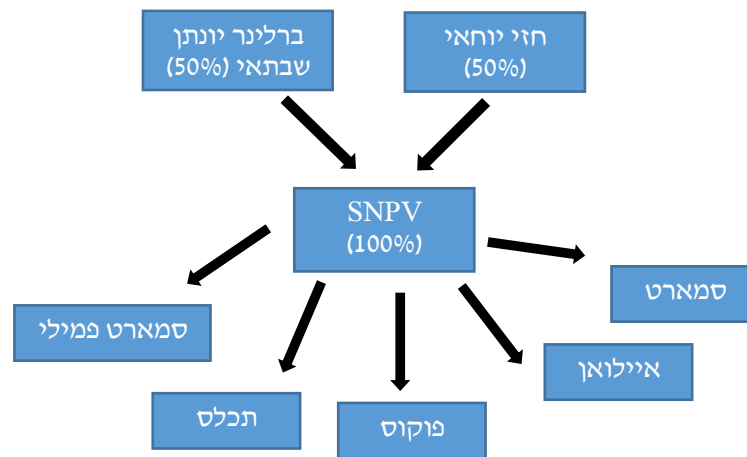 חזי יוחאי
(50%)
ברלינר יונתן
שבתאי (50%)
SNPV
(100%)
סמארט
איילואן
פוקוס
תכלס
סמארט פמילי